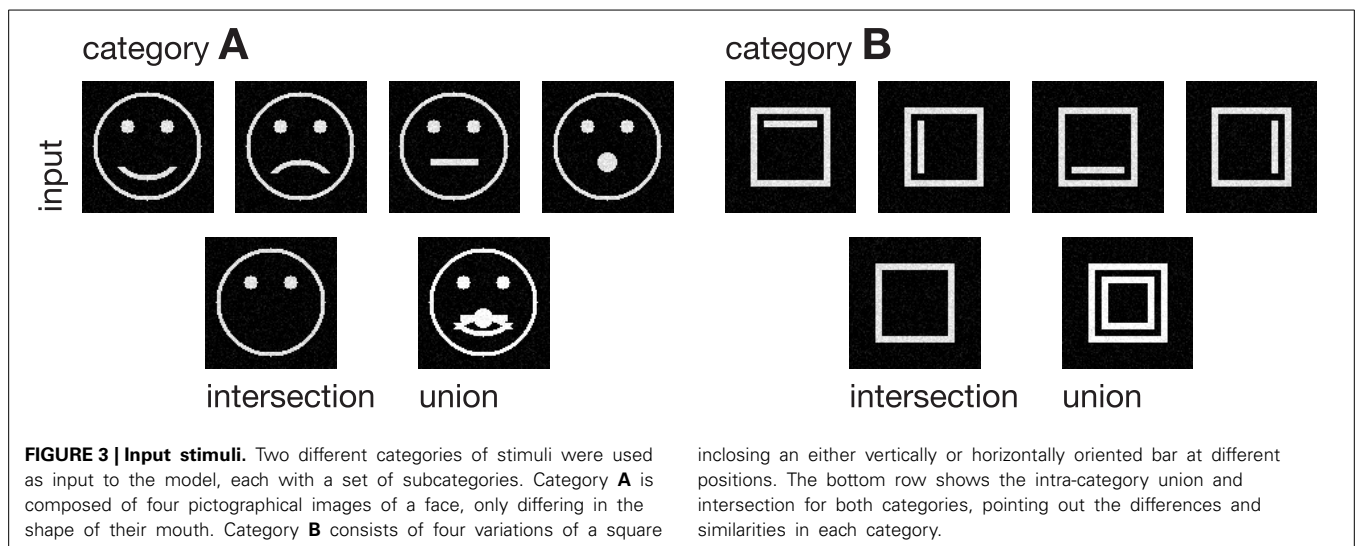 category A
category B
input
intersection union
intersection union
FIGURE 3 | Input stimuli. Two different categories of stimuli were used
as input to the model, each with a set of subcategories. Category A is
composed of four pictographical images of a face, only differing in the
shape of their mouth. Category B consists of four variations of a square
inclosing an either vertically or horizontally oriented bar at different
positions. The bottom row shows the intra-category union and
intersection for both categories, pointing out the differences and
similarities in each category.